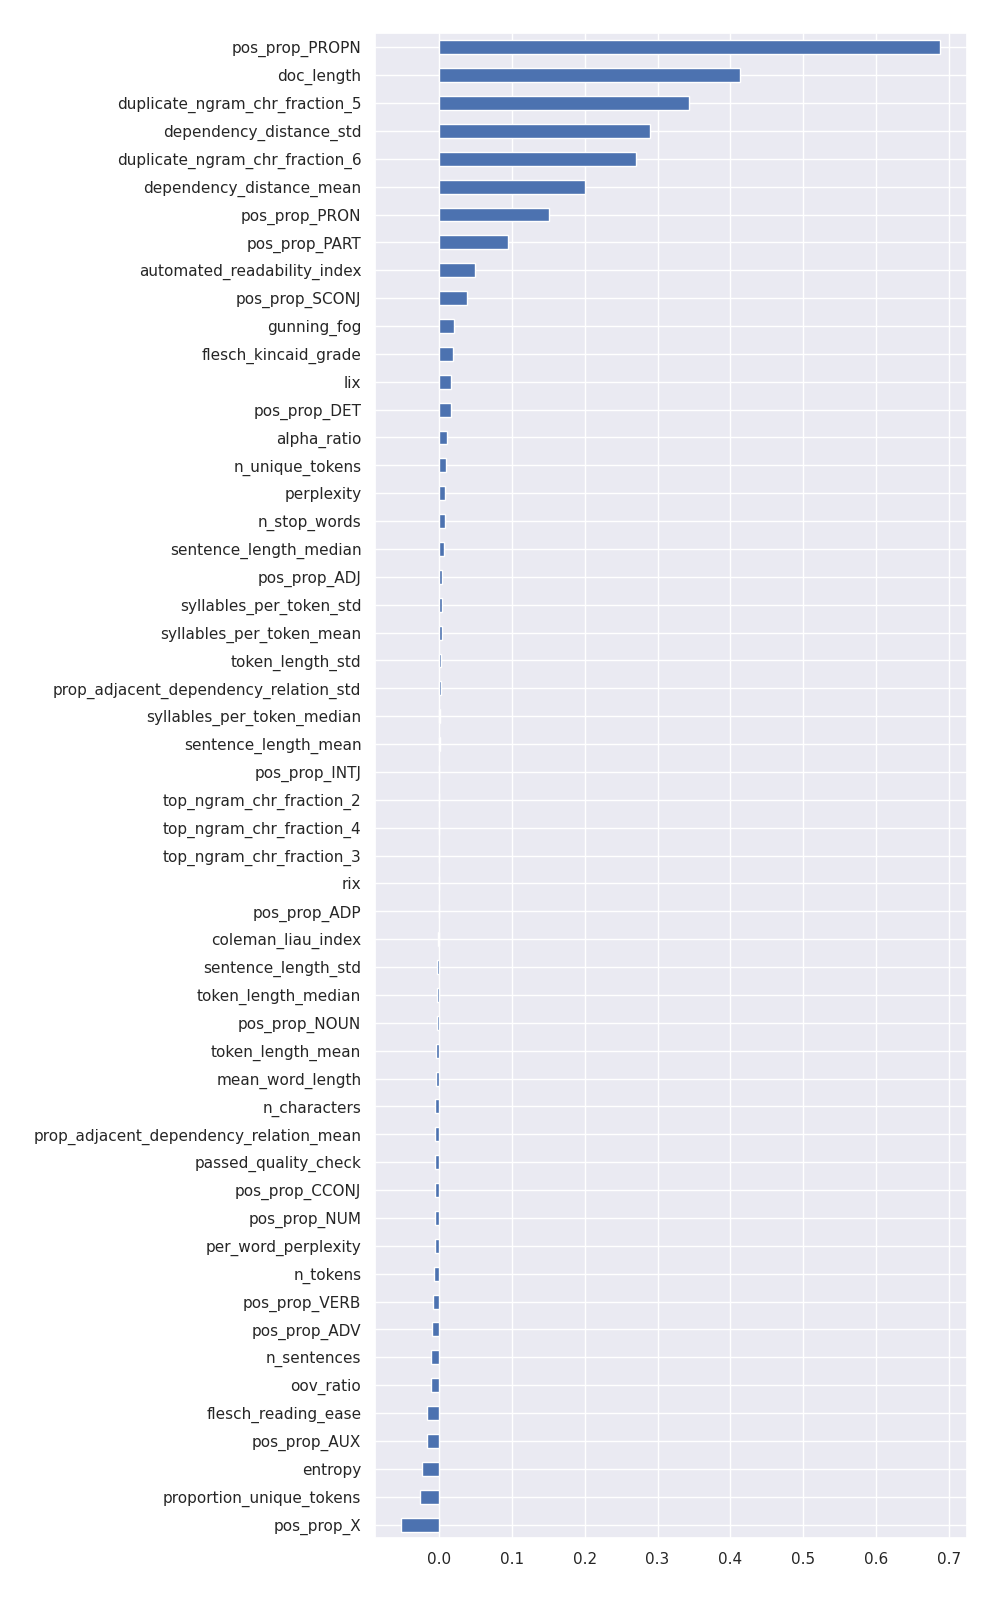 pos_prop_PROPN
doc_length
duplicate_ngram_chr_fraction_5
dependency_distance_std
duplicate_ngram_chr_fraction_6
dependency_distance_mean
pos_prop_PRON
pos_prop_PART
automated_readability_index
pos_prop_SCONJ
gunning_fog
flesch_kincaid_grade
lix
pos_prop_DET
alpha_ratio
n_unique_tokens
perplexity
n_stop_words
sentence_length_median
pos_prop_ADJ
syllables_per_token_std
syllables_per_token_mean
token_length_std
prop_adjacent_dependency_relation_std
syllables_per_token_median
sentence_length_mean
pos_prop_INTJ
top_ngram_chr_fraction_2
top_ngram_chr_fraction_4
top_ngram_chr_fraction_3
rix
pos_prop_ADP
coleman_liau_index
sentence_length_std
token_length_median
pos_prop_NOUN
token_length_mean
mean_word_length
n_characters
prop_adjacent_dependency_relation_mean
passed_quality_check
pos_prop_CCONJ
pos_prop_NUM
per_word_perplexity
n_tokens
pos_prop_VERB
pos_prop_ADV
n_sentences
oov_ratio
flesch_reading_ease
pos_prop_AUX
entropy
proportion_unique_tokens
pos_prop_X
0.0 0.1 0.2 0.3 0.4 0.5 0.6 0.7